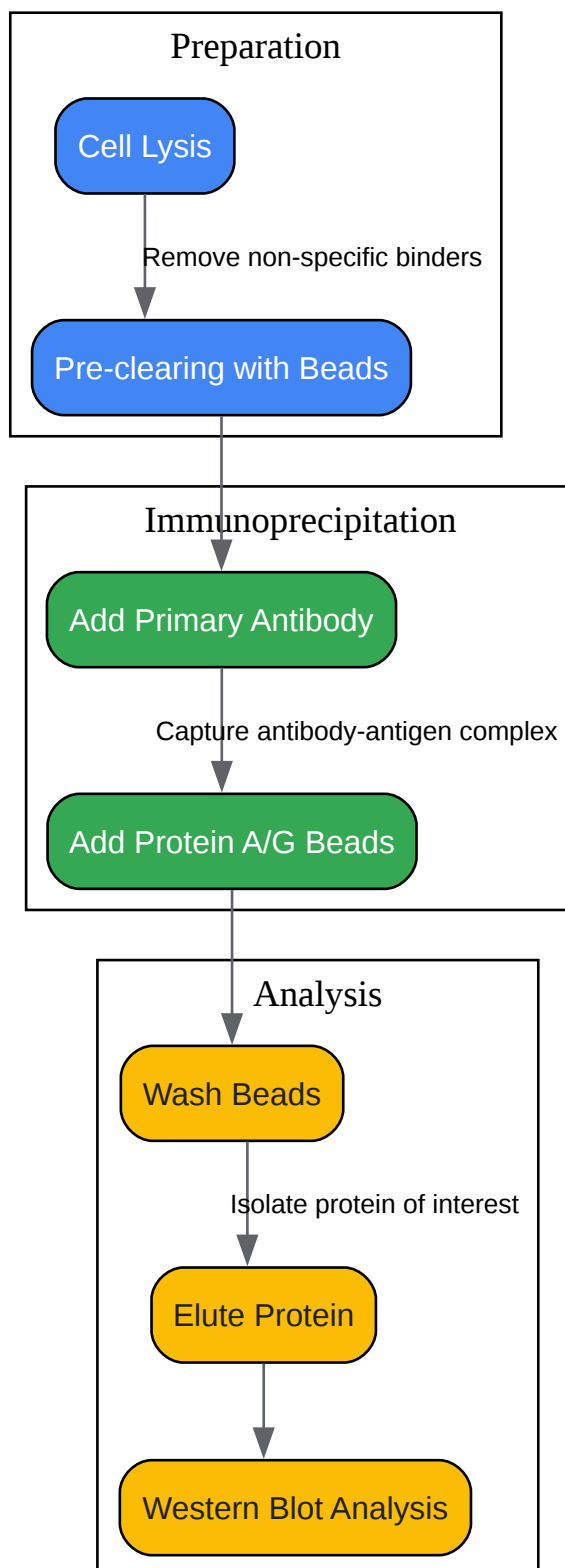 Preparation
Cell Lysis
Remove non-specific binders
Pre-clearing with Beads
Immunoprecipitation
Add Primary Antibody
Capture antibody-antigen complex
Add Protein A/G Beads
Analysis
Wash Beads
Isolate protein of interest
Elute Protein
Western Blot Analysis